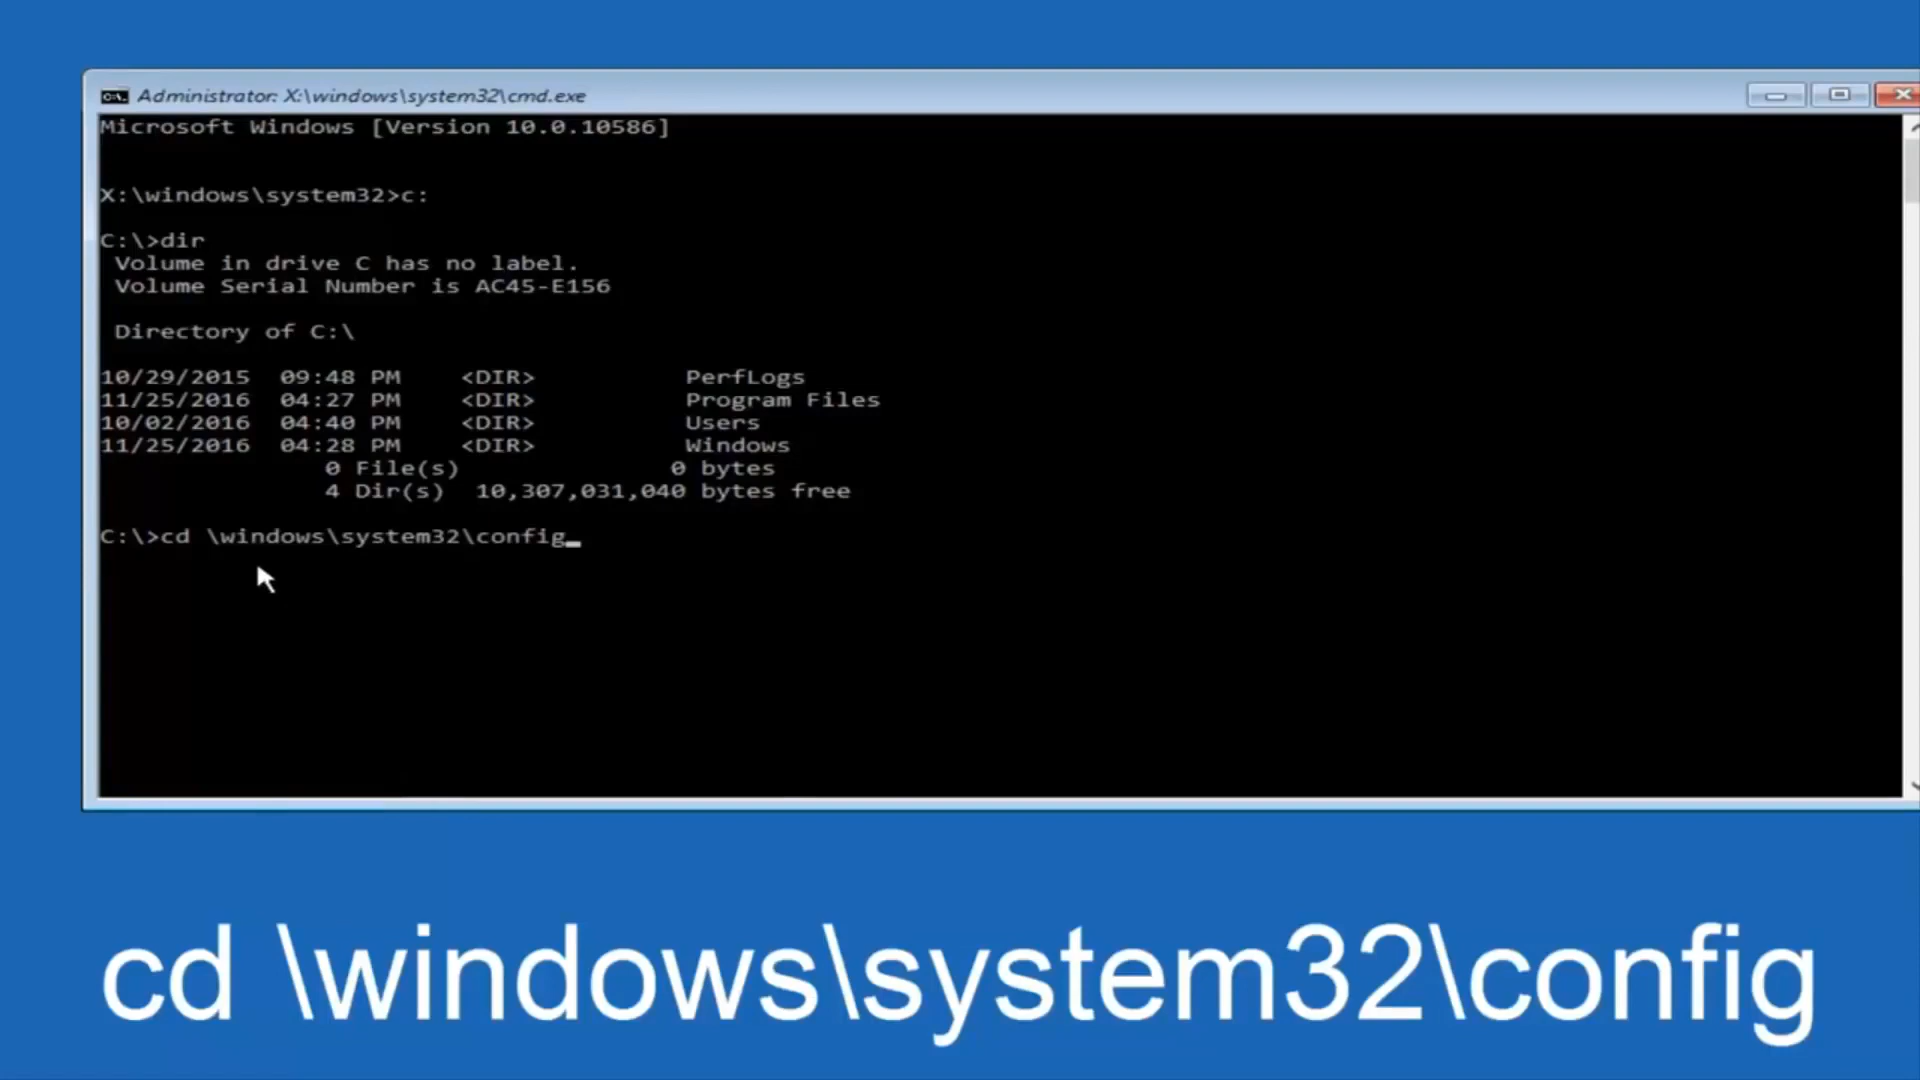 Administrator: X:\windows\system32\cmd.exe
Microsoft Windows [Version 10.0.10586]
X:\windows\system32>c:
C:\>dir
Volume in drive C has no label.
Volume Serial Number is AC45-E156
Directory of C:\
10/29/2015 09:48 PM <DIR> PerfLogs
11/25/2016 04:27 PM <DIR> Program Files
10/02/2016 04:40 PM <DIR> Users
11/25/2016 04:28 PM <DIR> Windows
0 File(s) 0 bytes
4 Dir(s) 10,307,031,040 bytes free
C:\>cd \windows\system32\config_
cd \windows\system32\config